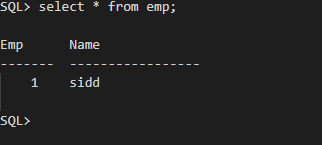 SQL> select * from emp;
Emp Name
------- -----------------
1 sidd
SQL>